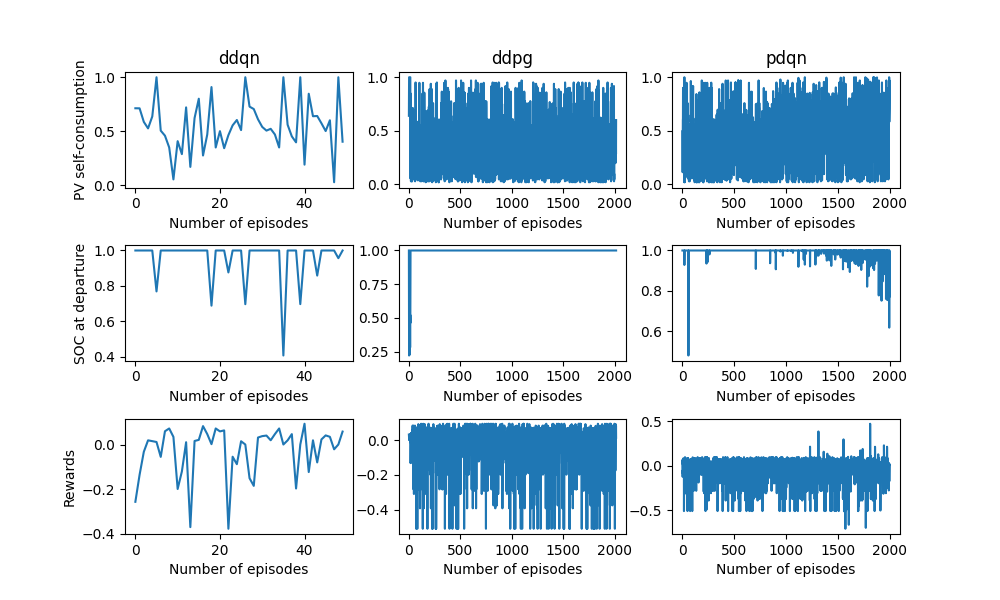 ddqn ddpg pdqn
PV self-consumption
1.0 0.5 0.0
1.0 0.5 0.0
1.0 0.5 0.0
0 20 40 0 500 1000 1500 2000 0 500 1000 1500 2000
Number of episodes Number of episodes Number of episodes
SOC at departure
1.0 0.8 0.6 0.4
1.00 0.75 0.50 0.25
1.0 0.8 0.6
0 20 40 0 500 1000 1500 2000 0 500 1000 1500 2000
Number of episodes Number of episodes Number of episodes
Rewards
0.0 −0.2 −0.4
0.0 −0.2 −0.4
0.5 0.0 −0.5
0 20 40 0 500 1000 1500 2000 0 500 1000 1500 2000
Number of episodes Number of episodes Number of episodes